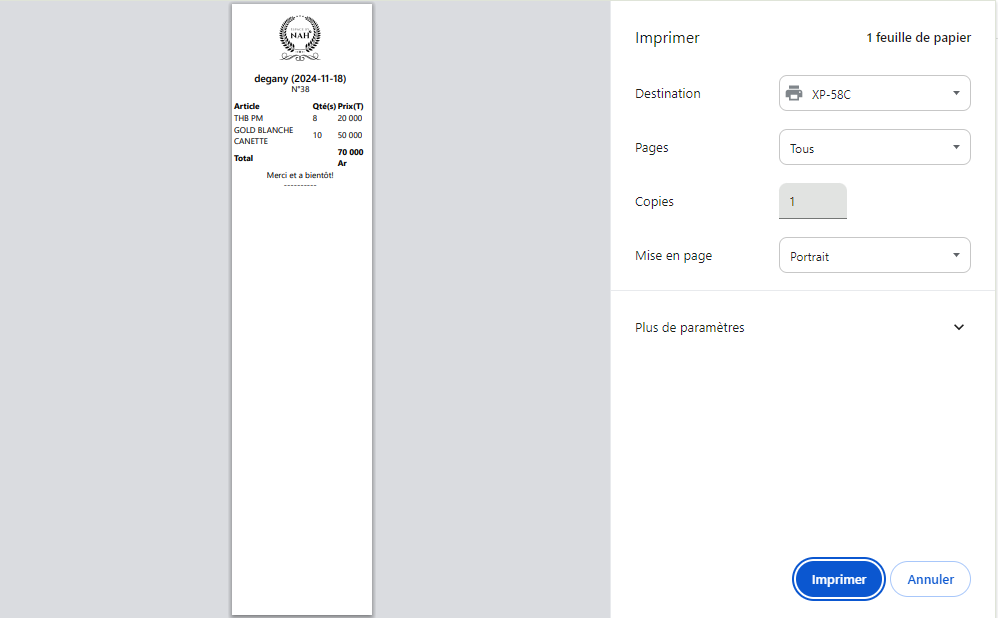 NAH
degany (2024-11-18)
N°38
Article Qté(s) Prix(T)
THB PM 8 20 000
GOLD BLANCHE CANETTE 10 50 000
Total 70 000 Ar
Merci et a bientôt!
----------
Imprimer 1 feuille de papier
Destination XP-58C
Pages Tous
Copies 1
Mise en page Portrait
Plus de paramètres
Imprimer Annuler